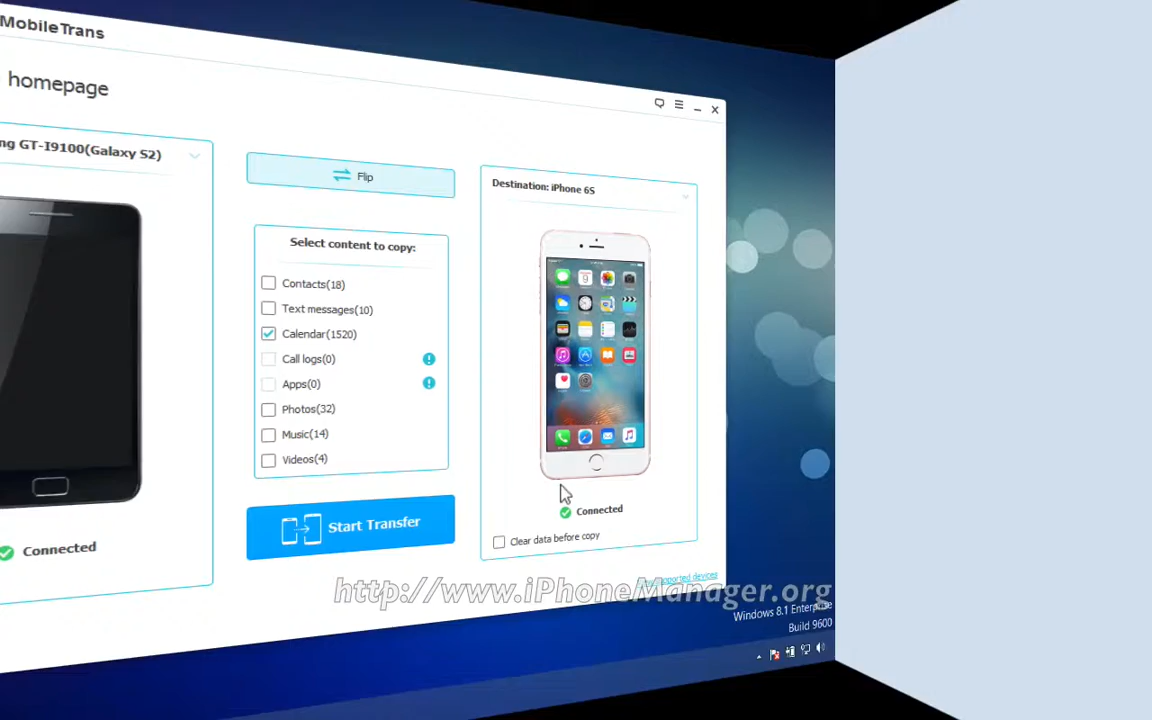 MobileTrans
homepage
ng GT-I9100(Galaxy S2)
Flip
Destination: iPhone 6S
Select content to copy:
Contacts(18)
Text messages(10)
Calendar(1520)
Call logs(0)
Apps(0)
Photos(32)
Music(14)
Videos(4)
Start Transfer
Connected
Connected
Clear data before copy
supported devices
http://www.iPhoneManager.org
Windows 8.1 Enterprise
Build 9600